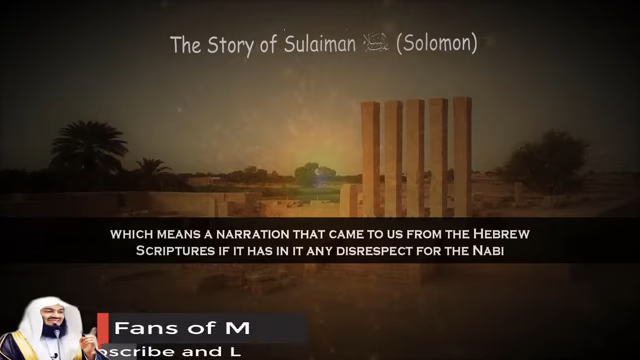 The Story of Sulaiman (Solomon)
WHICH MEANS A NARRATION THAT CAME TO US FROM THE HEBREW
SCRIPTURES IF IT HAS IN IT ANY DISRESPECT FOR THE NABI
Fans of M
oscribe and L